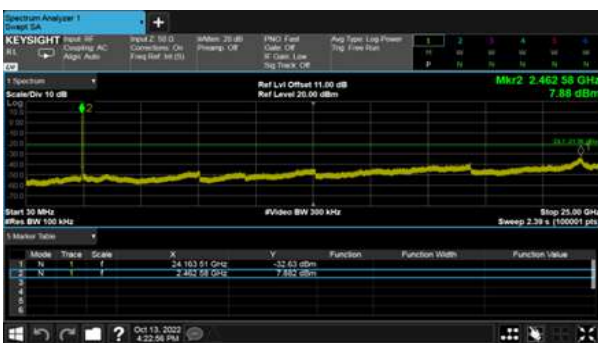 Spectrum Analyzer 1
Swept SA
+
KEYSIGHT Input: RF
RL Coupling: AC
Align: Auto
Input Z: 50 Ω
Corrections: On
Freq Ref: Int (S)
#Atten: 20 dB
Preamp: Off
PNO: Fast
Gate: Off
IF Gain: Low
Sig Track: Off
Avg Type: Log-Power
Trig: Free Run
1 2 3 4 5 6
P N N N N N
1 Spectrum
Scale/Div 10 dB
Ref Lvl Offset 11.00 dB
Ref Level 20.00 dBm
Mkr2 2.462 58 GHz
7.88 dBm
Log
2
1
Start 30 MHz
#Res BW 100 kHz
#Video BW 300 kHz
Stop 25.00 GHz
Sweep 2.39 s (100001 pts)
5 Marker Table
Mode Trace Scale X Y Function Function Width Function Value
1 N 1 f 24.163 51 GHz -32.63 dBm
2 N 1 f 2.462 58 GHz 7.882 dBm
3
4
5
6
? Oct 13, 2022
4:22:56 PM